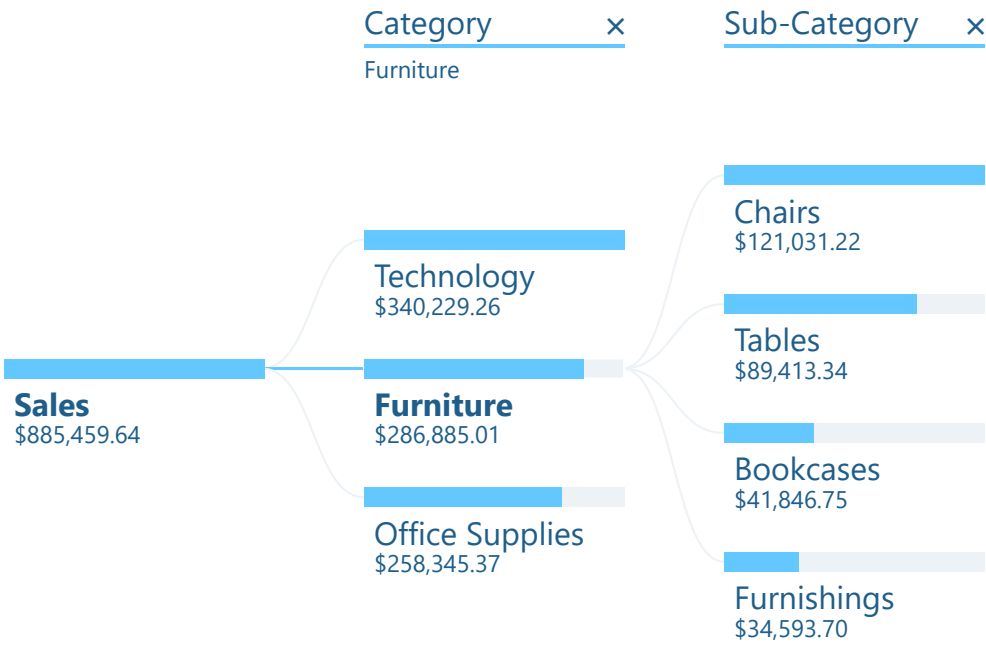 Category ×
Sub-Category ×
Furniture
Sales
$885,459.64
Technology
$340,229.26
Furniture
$286,885.01
Office Supplies
$258,345.37
Chairs
$121,031.22
Tables
$89,413.34
Bookcases
$41,846.75
Furnishings
$34,593.70